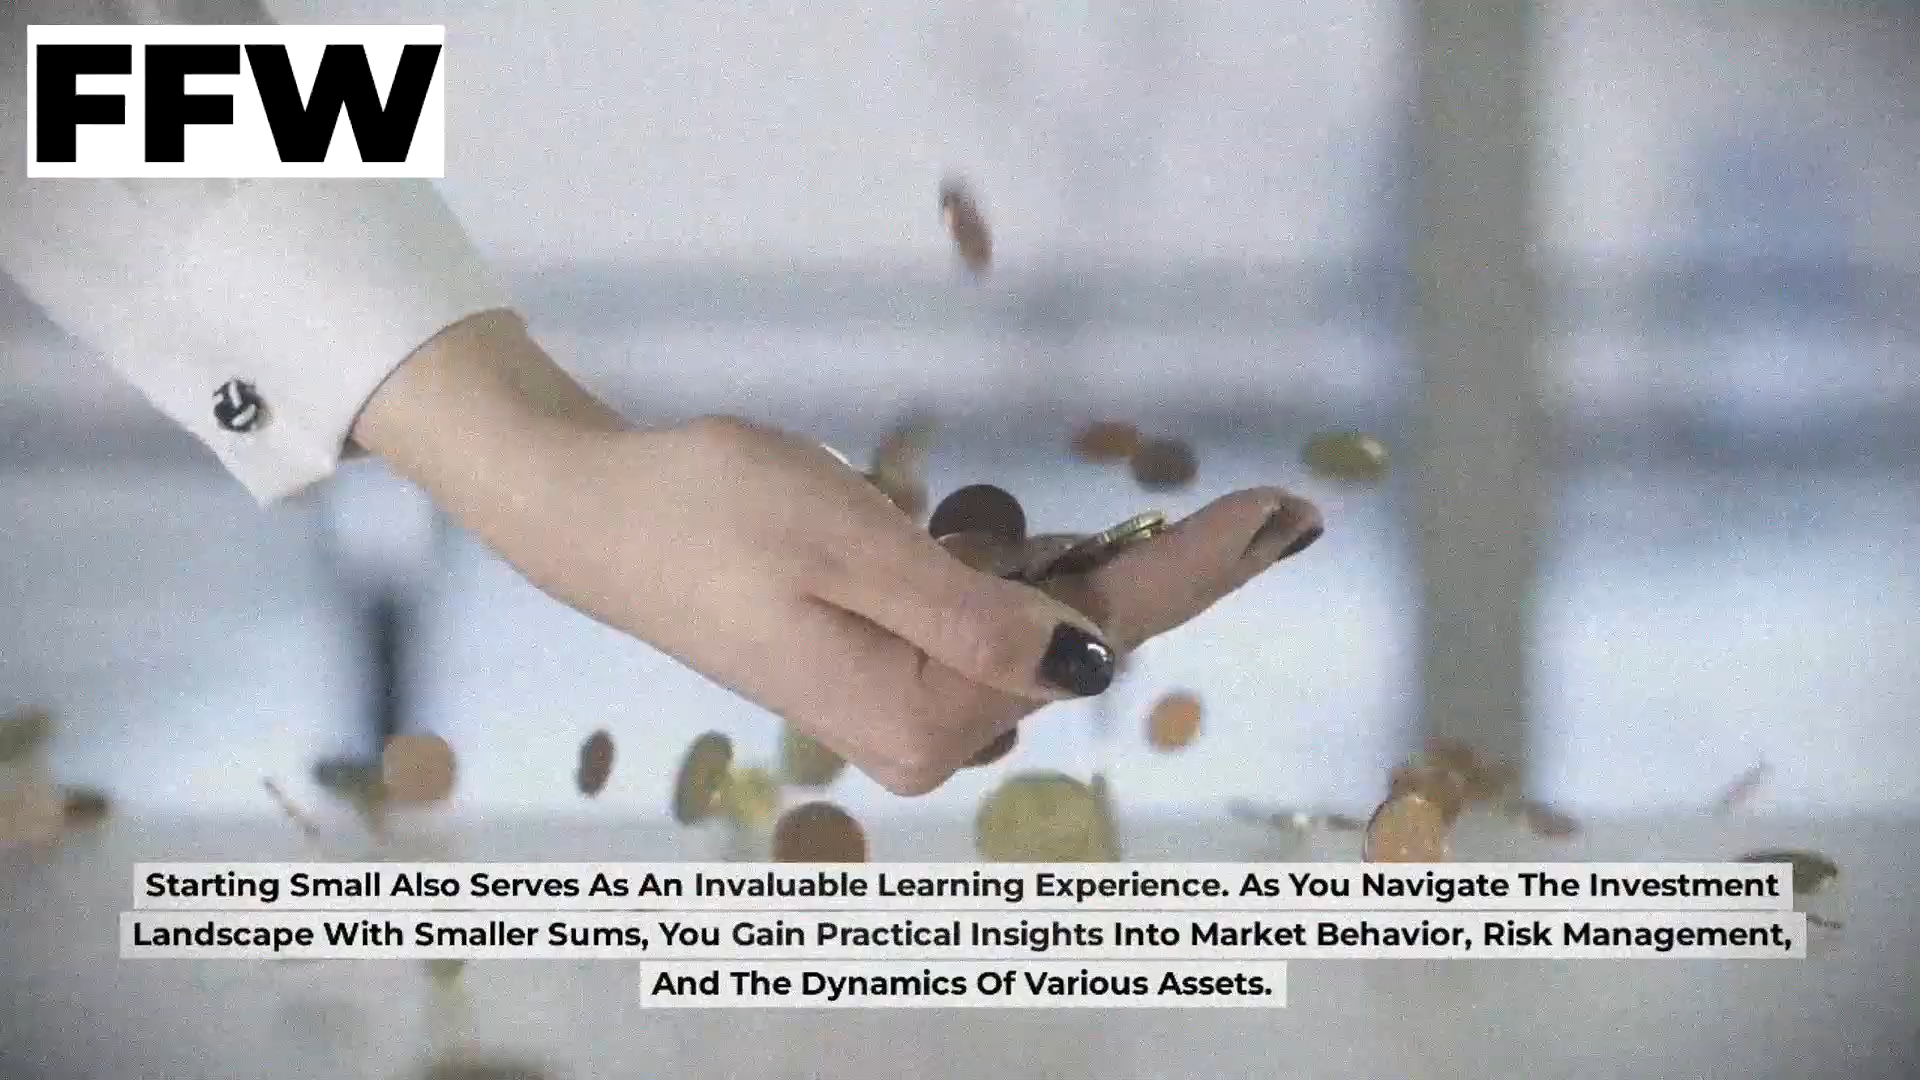 FFW
Starting Small Also Serves As An Invaluable Learning Experience. As You Navigate The Investment
Landscape With Smaller Sums, You Gain Practical Insights Into Market Behavior, Risk Management,
And The Dynamics Of Various Assets.